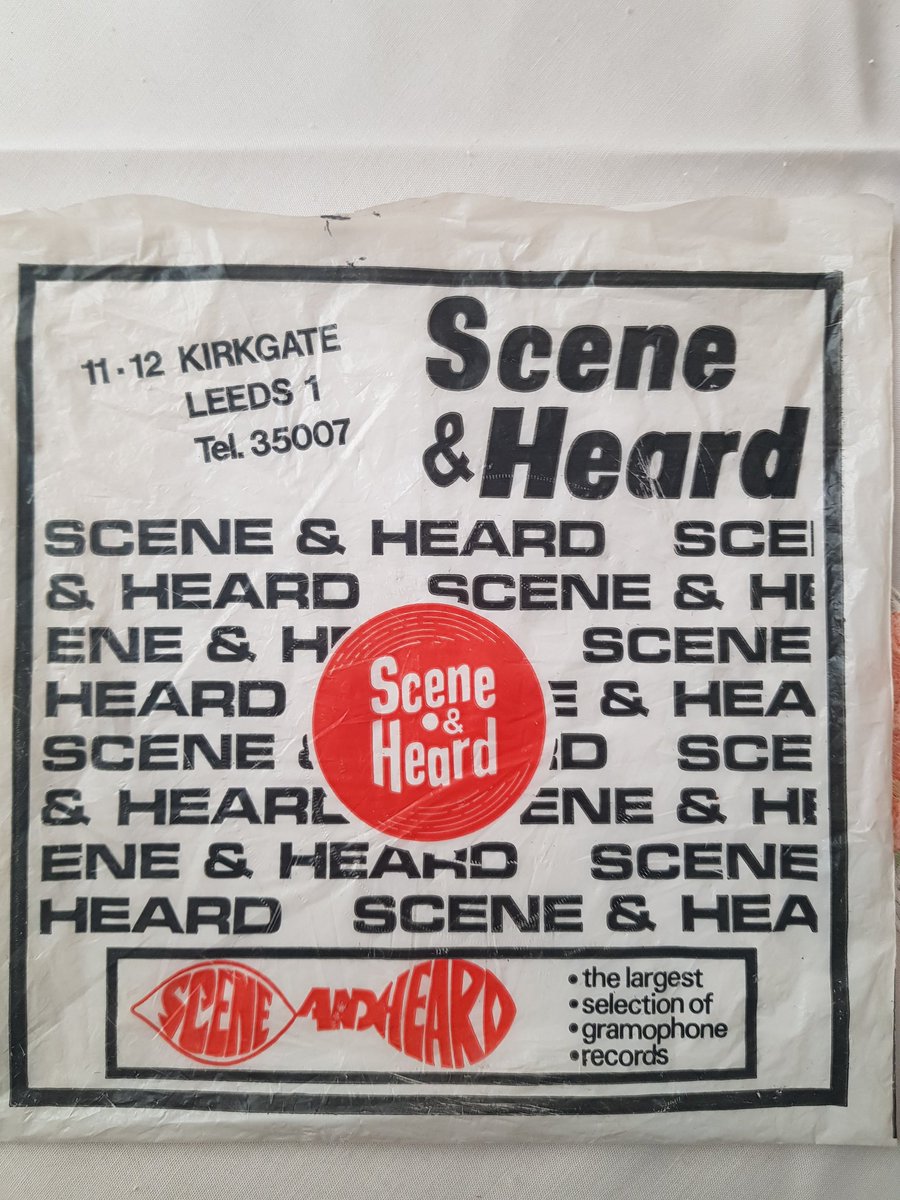 11·12 KIRKGATE
LEEDS 1
Tel. 35007
Scene
& Heard
SCENE & HEARD SCE
& HEARD SCENE & HE
ENE & HE SCENE
HEARD E & HEA
SCENE & RD SCE
& HEARD ENE & HE
ENE & HEARD SCENE
HEARD SCENE & HEA
Scene
&
Heard
SCENE AND HEARD
• the largest
• selection of
• gramophone
• records